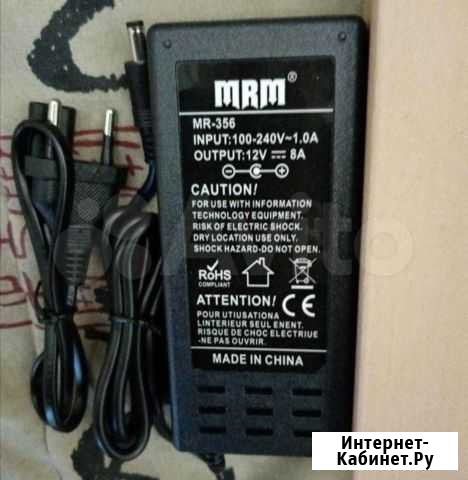 MRM®
MR-356
INPUT:100-240V~1.0A
OUTPUT:12V 8A
CAUTION!
FOR USE WITH INFORMATION
TECHNOLOGY EQUIPMENT.
RISK OF ELECTRIC SHOCK.
DRY LOCATION USE ONLY.
SHOCK HAZARD-DO NOT OPEN.
RoHS
COMPLIANT
ATTENTION!
CE
POUR UTIUSATIONA
LINTERIEUR SEUL ENENT.
RISQUE DE CHOC ELECTRIUE
-NE PAS OUVRIR.
MADE IN CHINA
Avito
Интернет-
Кабинет.Ру